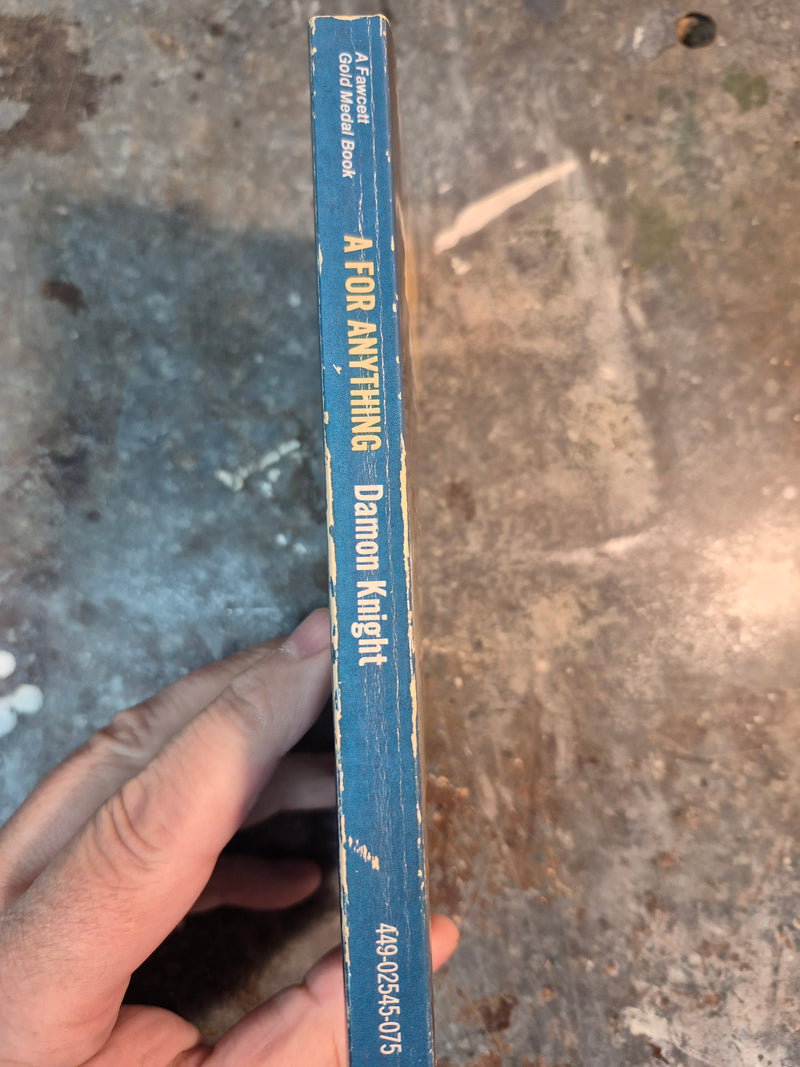 A Fawcett
Gold Medal Book
A FOR ANYTHING Damon Knight
449-02545-075